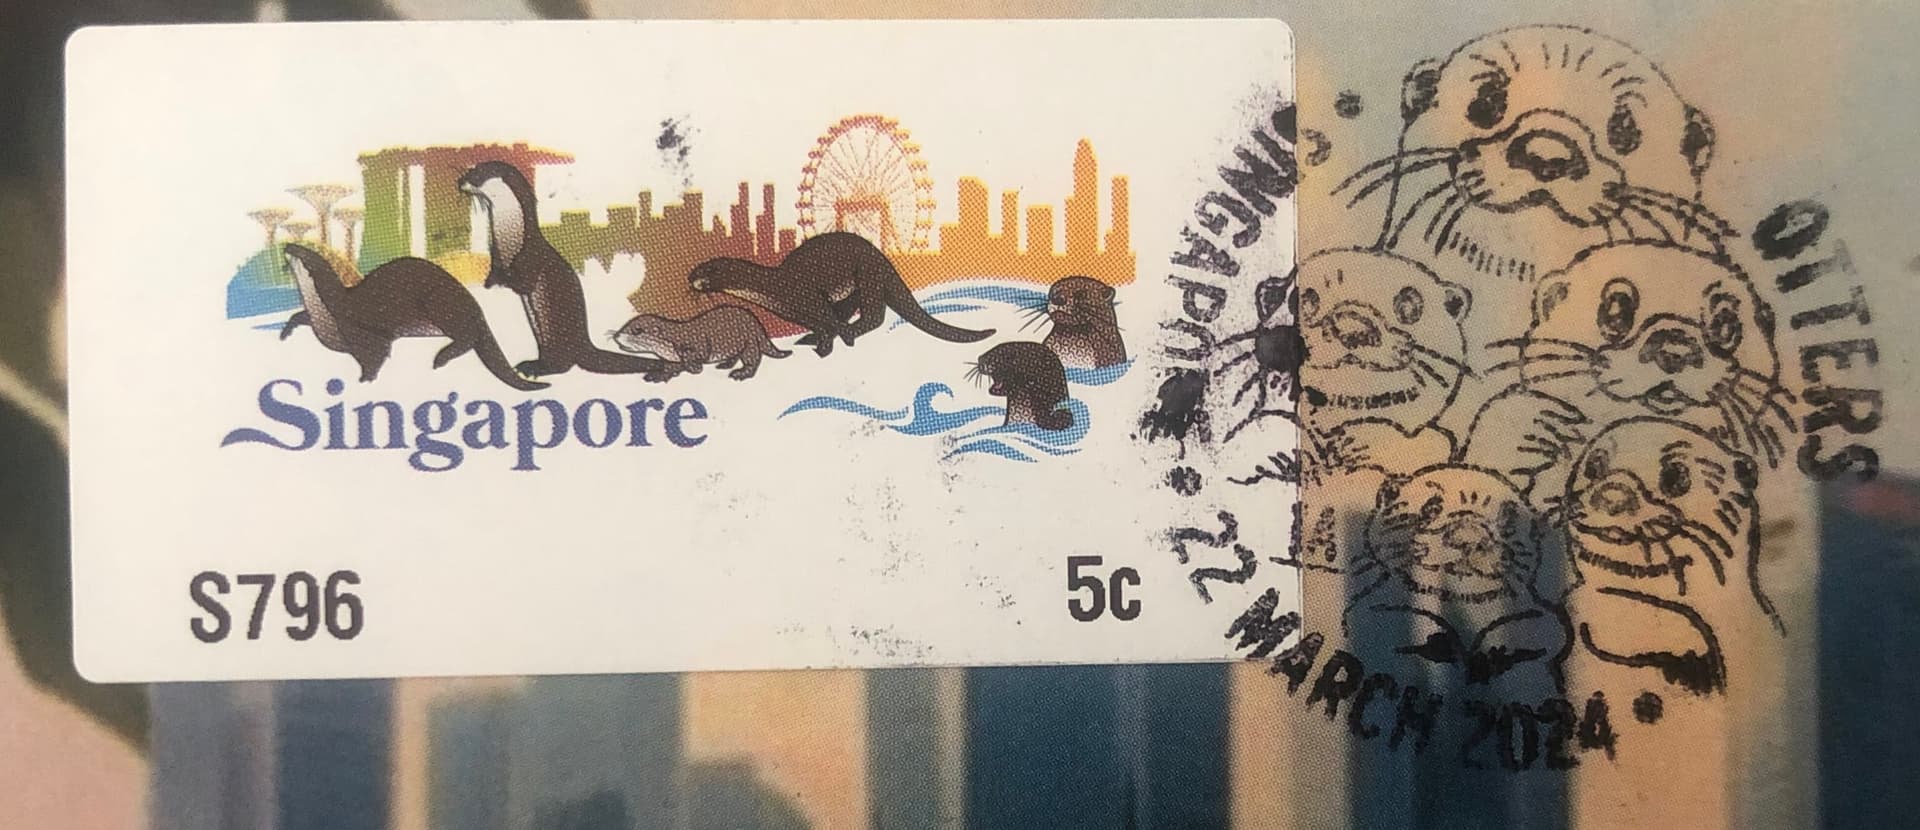 Singapore
S796
5c
SINGAPORE
22 MARCH 2024
OTTERS